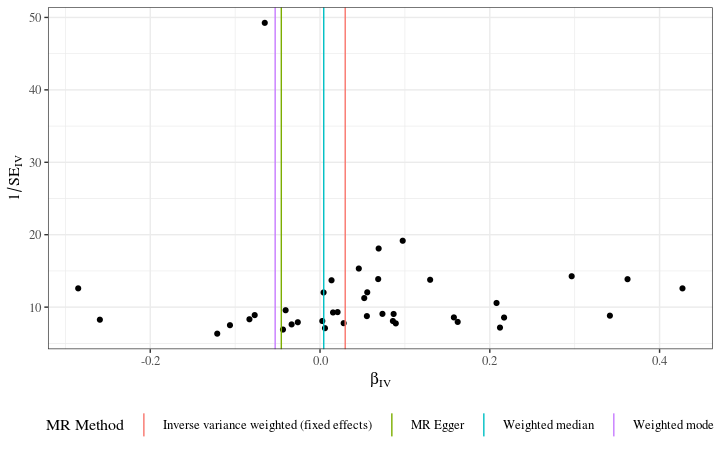 50
40
30
20
10
1/SE_IV
-0.2 0.0 0.2 0.4
β_IV
MR Method Inverse variance weighted (fixed effects) MR Egger Weighted median Weighted mode